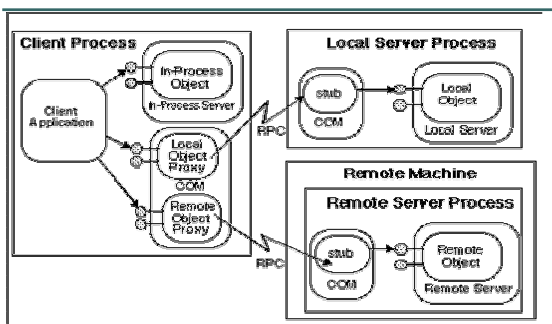 Client Process
Client
Application
In-Process
Object
In-Process Server
Local
Object
Proxy
COM
Remote
Object
Proxy
RPC
RPC
Local Server Process
stub
COM
Local
Object
Local Server
Remote Machine
Remote Server Process
stub
COM
Remote
Object
Remote Server